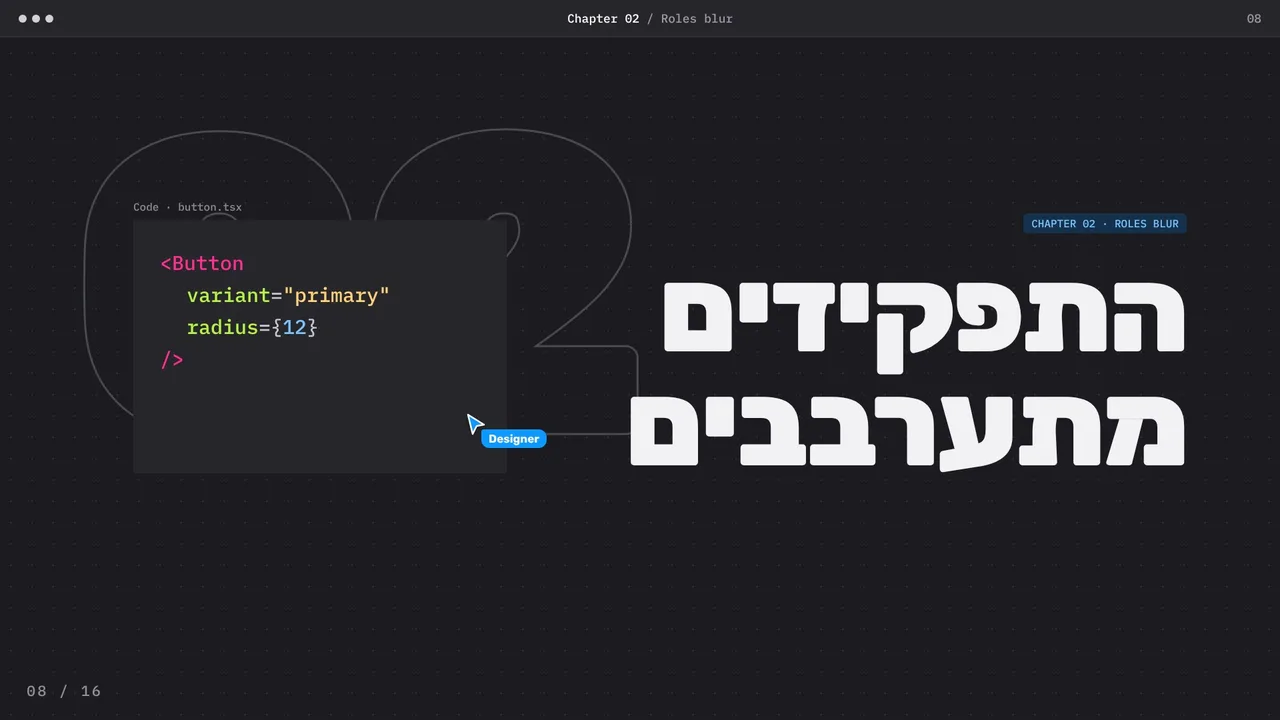 Chapter 02 / Roles blur
08
02
Code · button.tsx
<Button
variant="primary"
radius={12}
/>
Designer
CHAPTER 02 · ROLES BLUR
התפקידים
מתערבבים
08 / 16